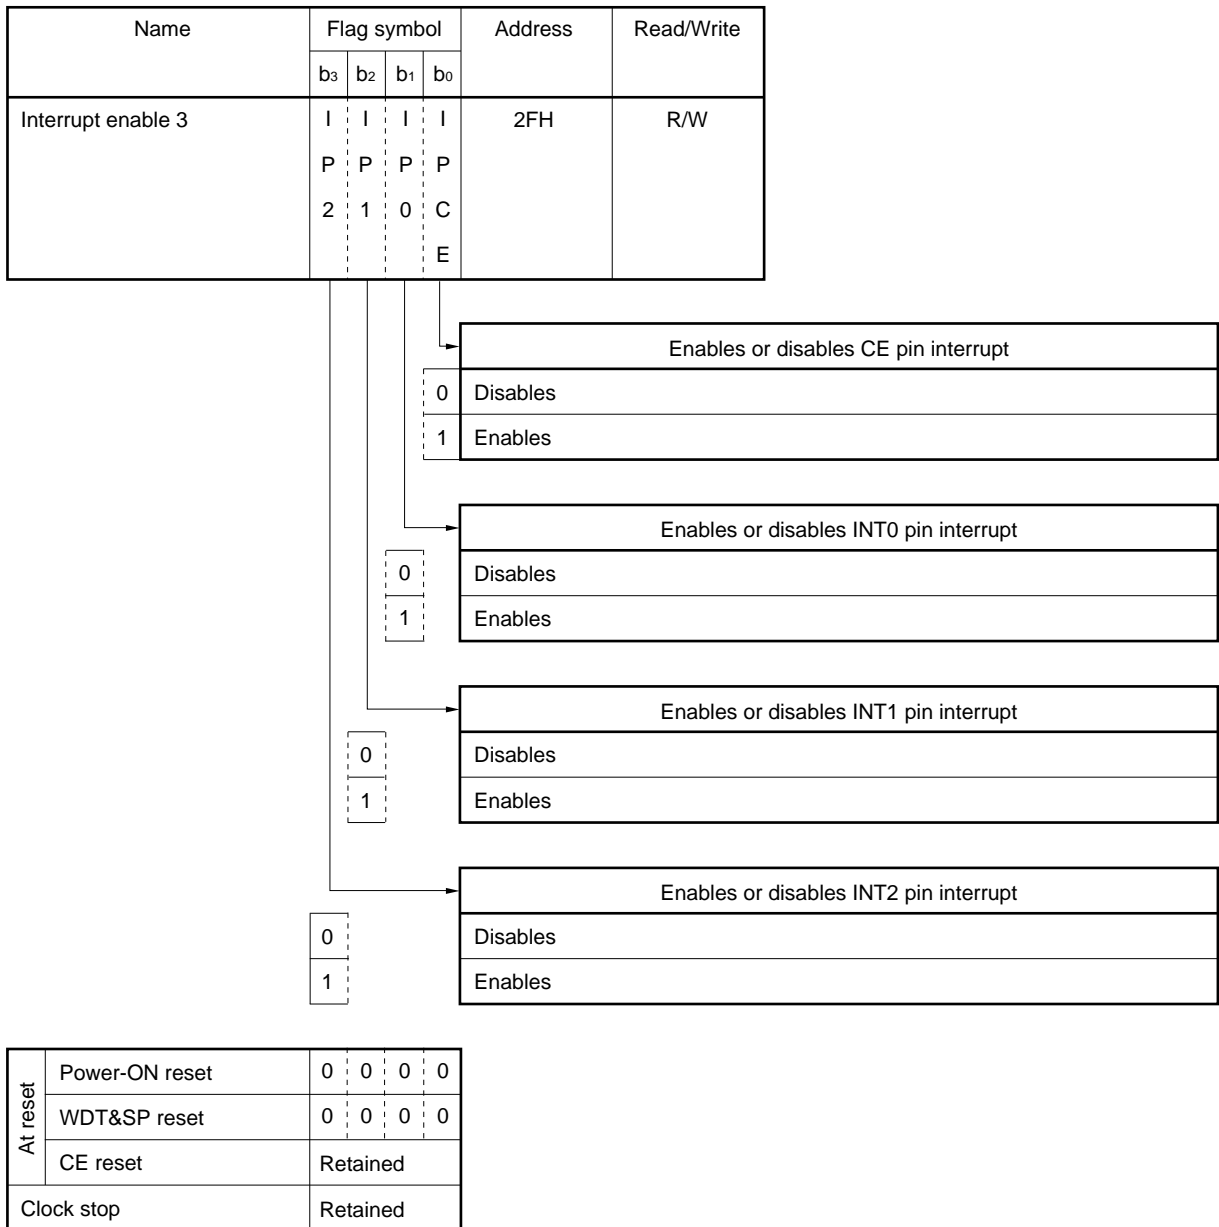 Name Flag symbol Address Read/Write
b3 b2 b1 b0
Interrupt enable 3 I I I I 2FH R/W
P P P P
2 1 0 C
E
Enables or disables CE pin interrupt
0 Disables
1 Enables
Enables or disables INT0 pin interrupt
0 Disables
1 Enables
Enables or disables INT1 pin interrupt
0 Disables
1 Enables
Enables or disables INT2 pin interrupt
0 Disables
1 Enables
At reset
Power-ON reset 0 0 0 0
WDT&SP reset 0 0 0 0
CE reset Retained
Clock stop Retained